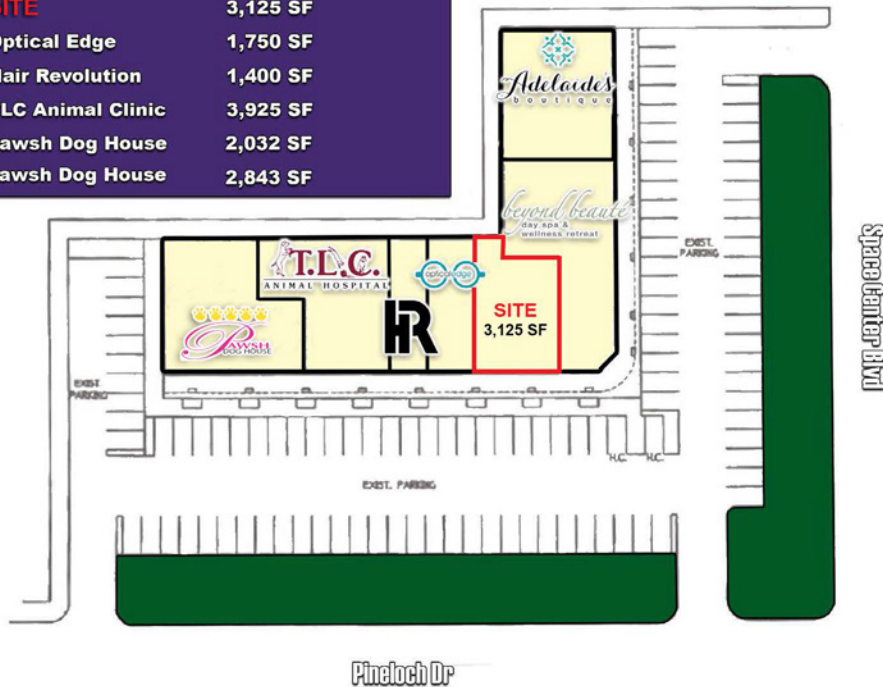 SITE 3,125 SF
Optical Edge 1,750 SF
Hair Revolution 1,400 SF
TLC Animal Clinic 3,925 SF
Pawsh Dog House 2,032 SF
Pawsh Dog House 2,843 SF
Adelaide's
boutique
beyond beauté
day spa &
wellness retreat
T.L.C.
ANIMAL HOSPITAL
opticaledge
HR
SITE
3,125 SF
PAWSH
DOG HOUSE
EXIST.
PARKING
EXIST.
PARKING
H.C. H.C.
EXIST. PARKING
Space Center Blvd
Pineloch Dr